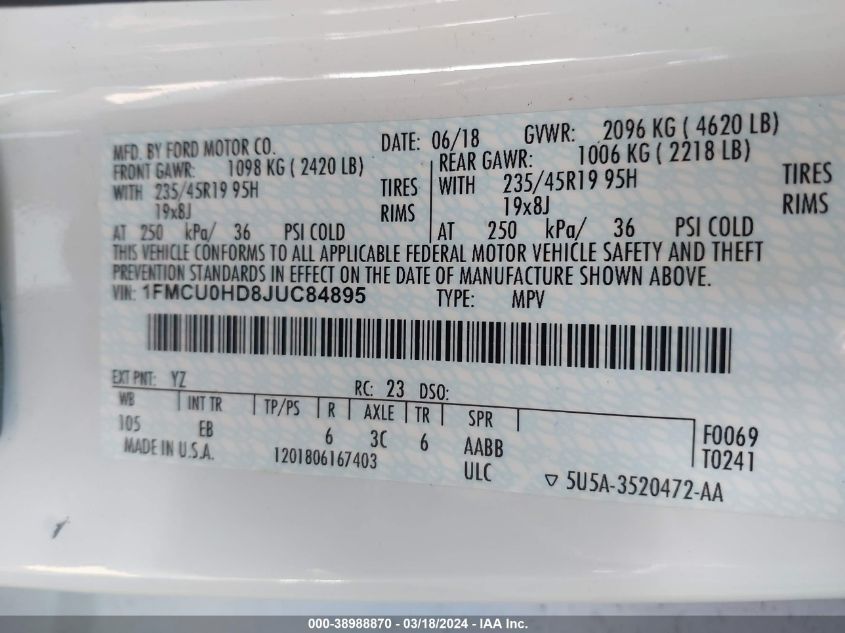 MFD. BY FORD MOTOR CO. DATE: 06/18 GVWR: 2096 KG ( 4620 LB)
FRONT GAWR: 1098 KG ( 2420 LB) REAR GAWR: 1006 KG ( 2218 LB)
WITH 235/45R19 95H TIRES WITH 235/45R19 95H TIRES
19x8J RIMS 19x8J RIMS
AT 250 kPa/ 36 PSI COLD AT 250 kPa/ 36 PSI COLD
THIS VEHICLE CONFORMS TO ALL APPLICABLE FEDERAL MOTOR VEHICLE SAFETY AND THEFT
PREVENTION STANDARDS IN EFFECT ON THE DATE OF MANUFACTURE SHOWN ABOVE.
VIN: 1FMCU0HD8JUC84895 TYPE: MPV
EXT PNT: YZ RC: 23 DSO:
WB INT TR TP/PS R AXLE TR SPR
105 EB 6 3C 6 AABB F0069
MADE IN U.S.A. 1201806167403 ULC T0241
5U5A-3520472-AA
000-38988870 - 03/18/2024 - IAA Inc.